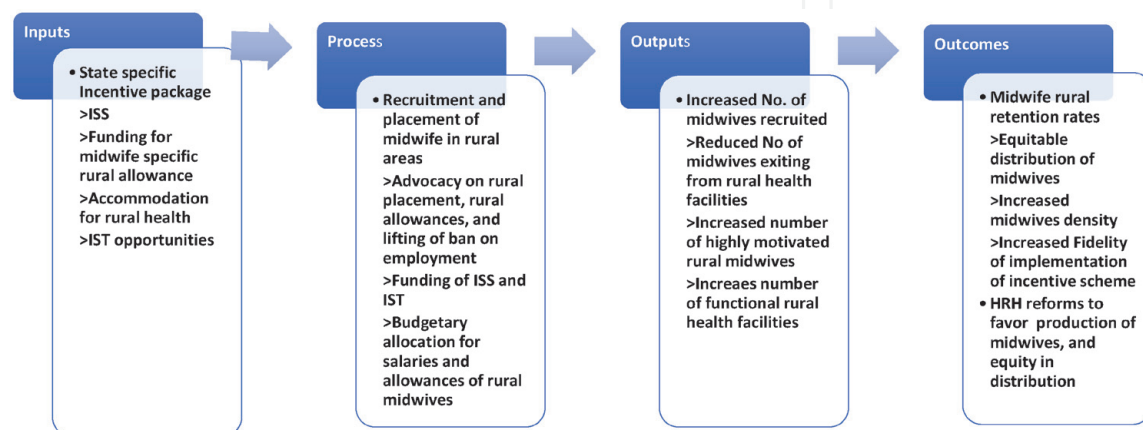 Inputs
• State specific
Incentive package
>ISS
>Funding for
midwife specific
rural allowance
>Accommodation
for rural health
>IST opportunities
Process
• Recruitment and
placement of
midwife in rural
areas
>Advocacy on rural
placement, rural
allowances, and
lifting of ban on
employment
>Funding of ISS and
IST
>Budgetary
allocation for
salaries and
allowances of rural
midwives
Outputs
• Increased No. of
midwives recruited
>Reduced No of
midwives exiting
from rural health
facilities
>Increased number
of highly motivated
rural midwives
>Increaes number
of functional rural
health facilities
Outcomes
• Midwife rural
retention rates
>Equitable
distribution of
midwives
>Increased
midwives density
>Increased Fidelity
of implementation
of incentive scheme
• HRH reforms to
favor production of
midwives, and
equity in
distribution